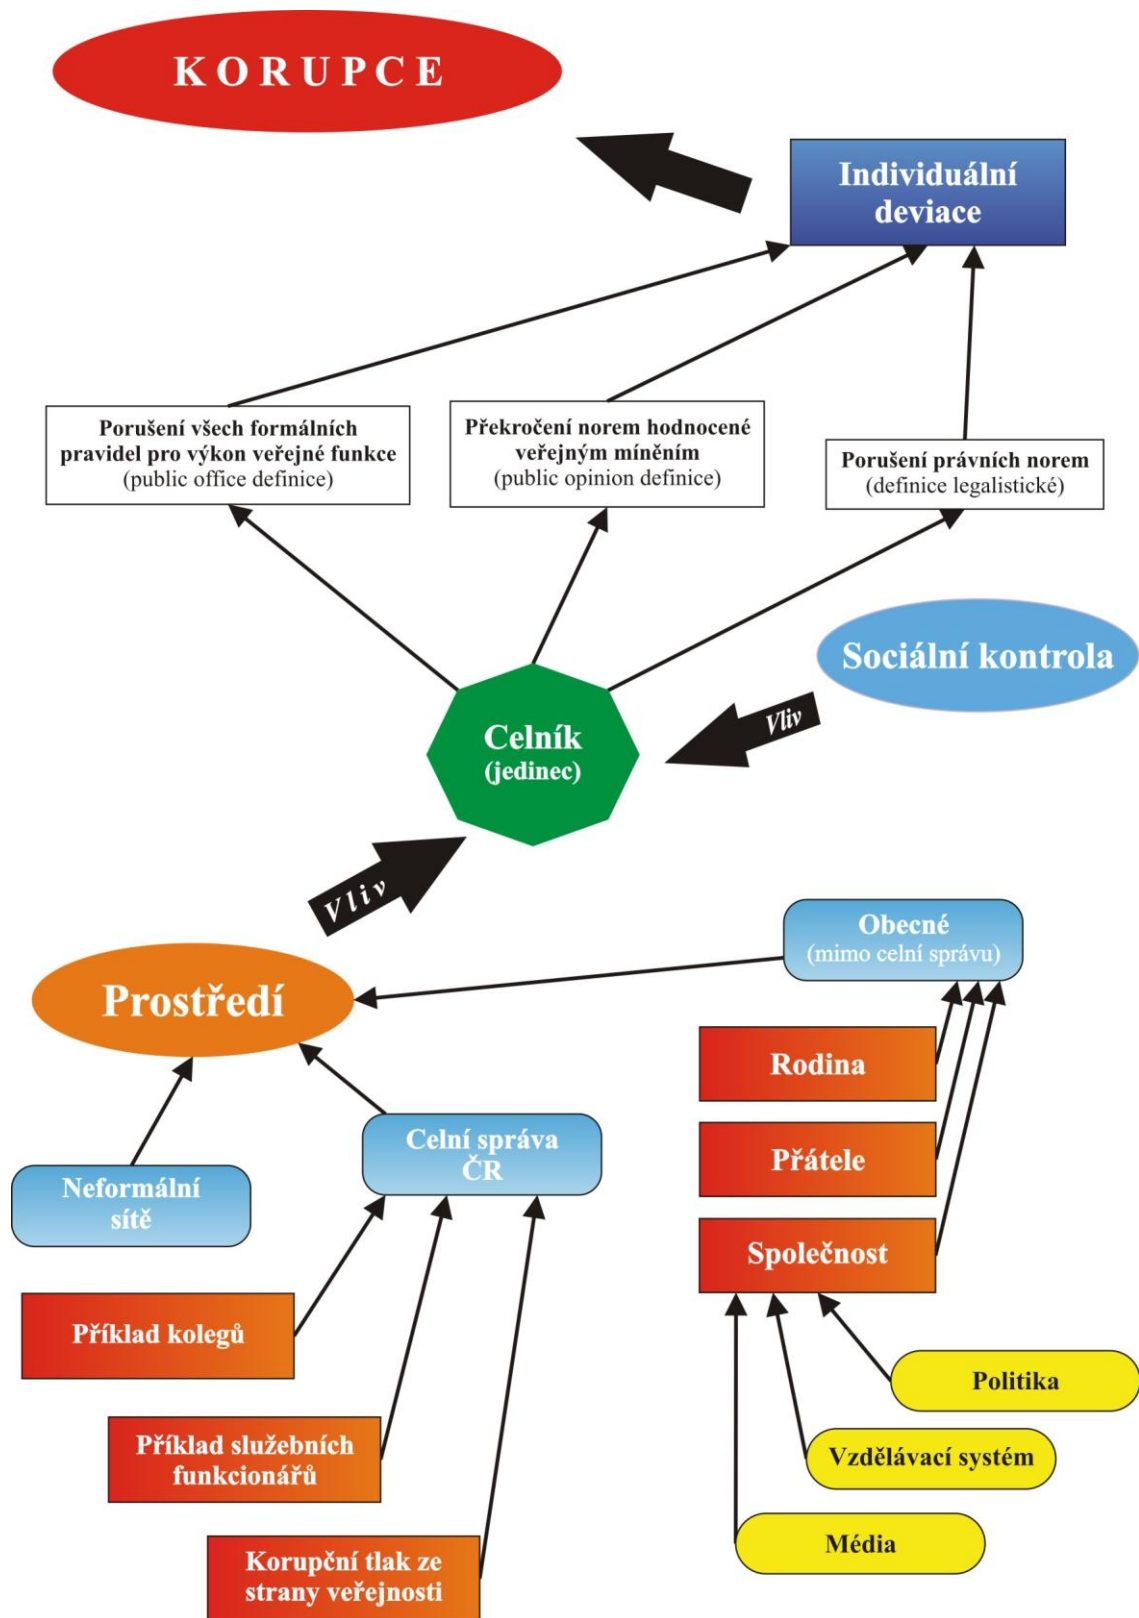 KORUPCE
Individuální
deviace
Porušení všech formálních
pravidel pro výkon veřejné funkce
(public office definice)
Překročení norem hodnocené
veřejným míněním
(public opinion definice)
Porušení právních norem
(definice legalistické)
Sociální kontrola
Vliv
Celník
(jedinec)
Vliv
Obecné
(mimo celní správu)
Prostředí
Rodina
Celní správa
ČR
Přátele
Neformální
sítě
Společnost
Příklad kolegů
Politika
Příklad služebních
funkcionářů
Vzdělávací systém
Média
Korupční tlak ze
strany veřejnosti